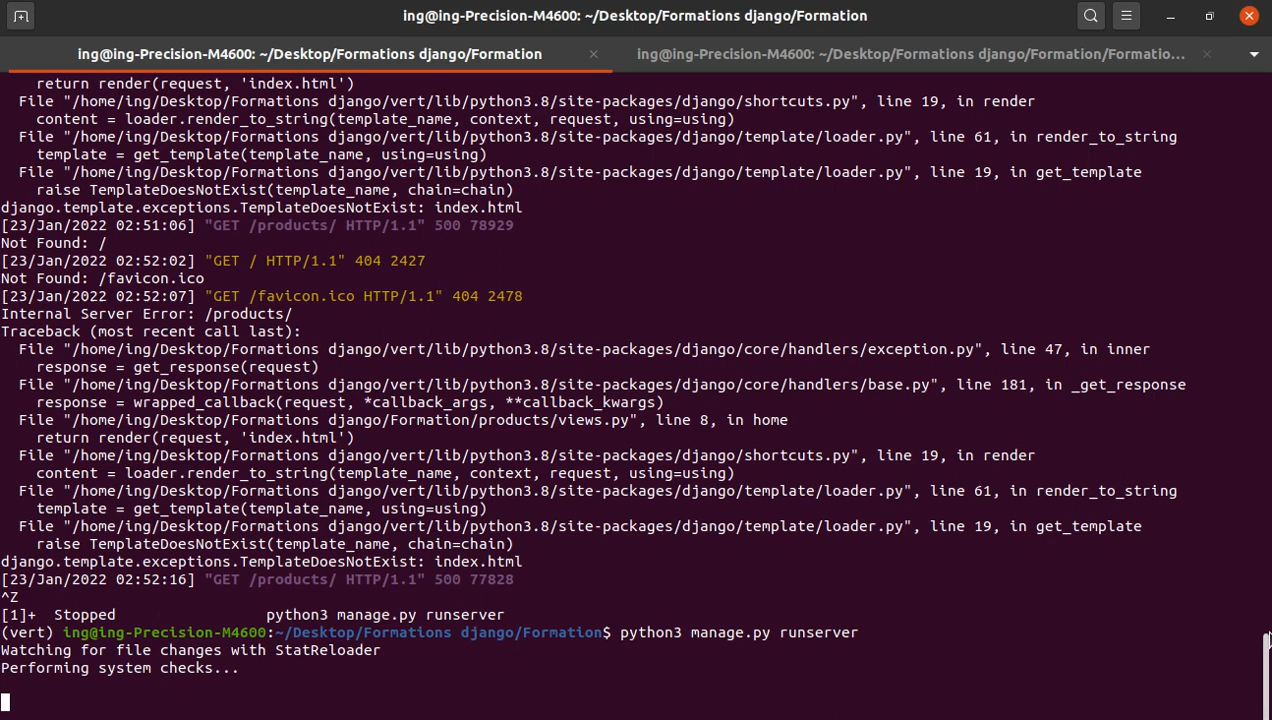 ing@ing-Precision-M4600: ~/Desktop/Formations django/Formation
ing@ing-Precision-M4600: ~/Desktop/Formations django/Formation
ing@ing-Precision-M4600: ~/Desktop/Formations django/Formation/Formatio...
return render(request, 'index.html')
File "/home/ing/Desktop/Formations django/vert/lib/python3.8/site-packages/django/shortcuts.py", line 19, in render
content = loader.render_to_string(template_name, context, request, using=using)
File "/home/ing/Desktop/Formations django/vert/lib/python3.8/site-packages/django/template/loader.py", line 61, in render_to_string
template = get_template(template_name, using=using)
File "/home/ing/Desktop/Formations django/vert/lib/python3.8/site-packages/django/template/loader.py", line 19, in get_template
raise TemplateDoesNotExist(template_name, chain=chain)
django.template.exceptions.TemplateDoesNotExist: index.html
[23/Jan/2022 02:51:06] "GET /products/ HTTP/1.1" 500 78929
Not Found: /
[23/Jan/2022 02:52:02] "GET / HTTP/1.1" 404 2427
Not Found: /favicon.ico
[23/Jan/2022 02:52:07] "GET /favicon.ico HTTP/1.1" 404 2478
Internal Server Error: /products/
Traceback (most recent call last):
File "/home/ing/Desktop/Formations django/vert/lib/python3.8/site-packages/django/core/handlers/exception.py", line 47, in inner
response = get_response(request)
File "/home/ing/Desktop/Formations django/vert/lib/python3.8/site-packages/django/core/handlers/base.py", line 181, in _get_response
response = wrapped_callback(request, *callback_args, **callback_kwargs)
File "/home/ing/Desktop/Formations django/Formation/products/views.py", line 8, in home
return render(request, 'index.html')
File "/home/ing/Desktop/Formations django/vert/lib/python3.8/site-packages/django/shortcuts.py", line 19, in render
content = loader.render_to_string(template_name, context, request, using=using)
File "/home/ing/Desktop/Formations django/vert/lib/python3.8/site-packages/django/template/loader.py", line 61, in render_to_string
template = get_template(template_name, using=using)
File "/home/ing/Desktop/Formations django/vert/lib/python3.8/site-packages/django/template/loader.py", line 19, in get_template
raise TemplateDoesNotExist(template_name, chain=chain)
django.template.exceptions.TemplateDoesNotExist: index.html
[23/Jan/2022 02:52:16] "GET /products/ HTTP/1.1" 500 77828
^Z
[1]+  Stopped                 python3 manage.py runserver
(vert) ing@ing-Precision-M4600:~/Desktop/Formations django/Formation$ python3 manage.py runserver
Watching for file changes with StatReloader
Performing system checks...